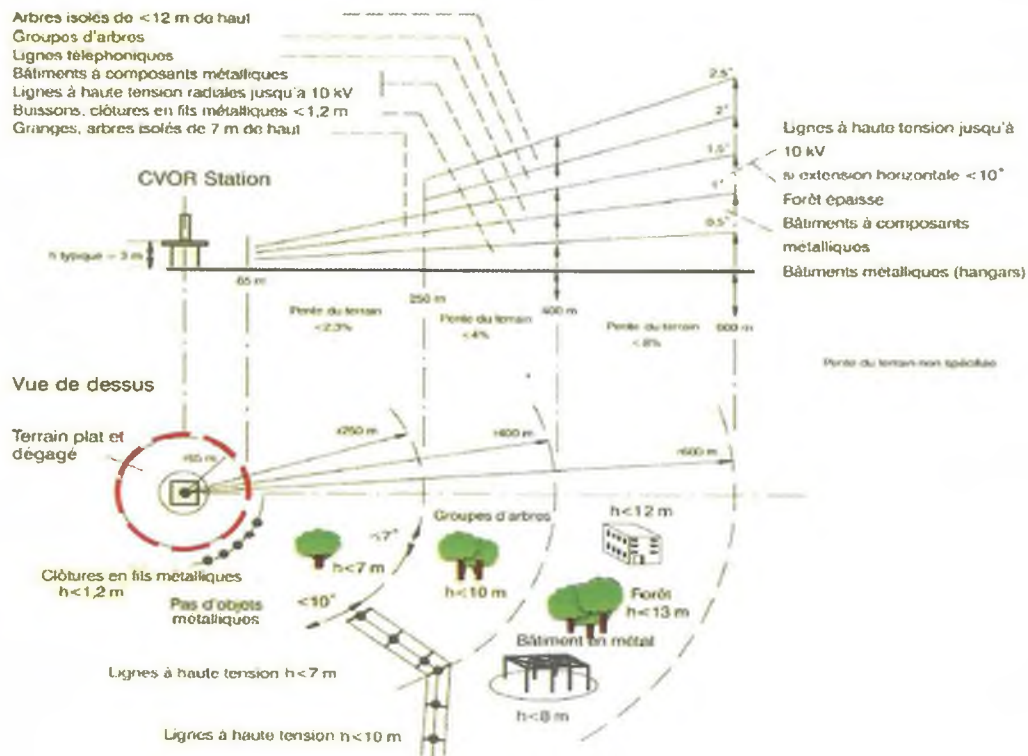 Arbres isolés de <12 m de haut
Groupes d'arbres
Lignes téléphoniques
Bâtiments à composants métalliques
Lignes à haute tension radiales jusqu'à 10 kV
Buissons, clôtures en fils métalliques <1,2 m
Granges, arbres isolés de 7 m de haut
2.5°
2°
1.5°
1°
0.5°
Lignes à haute tension jusqu'à
10 kV
si extension horizontale <10°
Forêt épaisse
Bâtiments à composants
métalliques
Bâtiments métalliques (hangars)
CVOR Station
h typique = 3 m
65 m
250 m
400 m
600 m
Pente du terrain
<2,3%
Pente du terrain
<4%
Pente du terrain
<8%
Pente du terrain non spécifiée
Vue de dessus
Terrain plat et
dégagé
<65 m
<250 m
<600 m
<600 m
Clôtures en fils métalliques
h<1,2 m
Pas d'objets
métalliques
<7°
<10°
h<7 m
Groupes d'arbres
h<10 m
h<12 m
Forêt
h<13 m
Bâtiment en métal
h<8 m
Lignes à haute tension h<7 m
Lignes à haute tension h<10 m